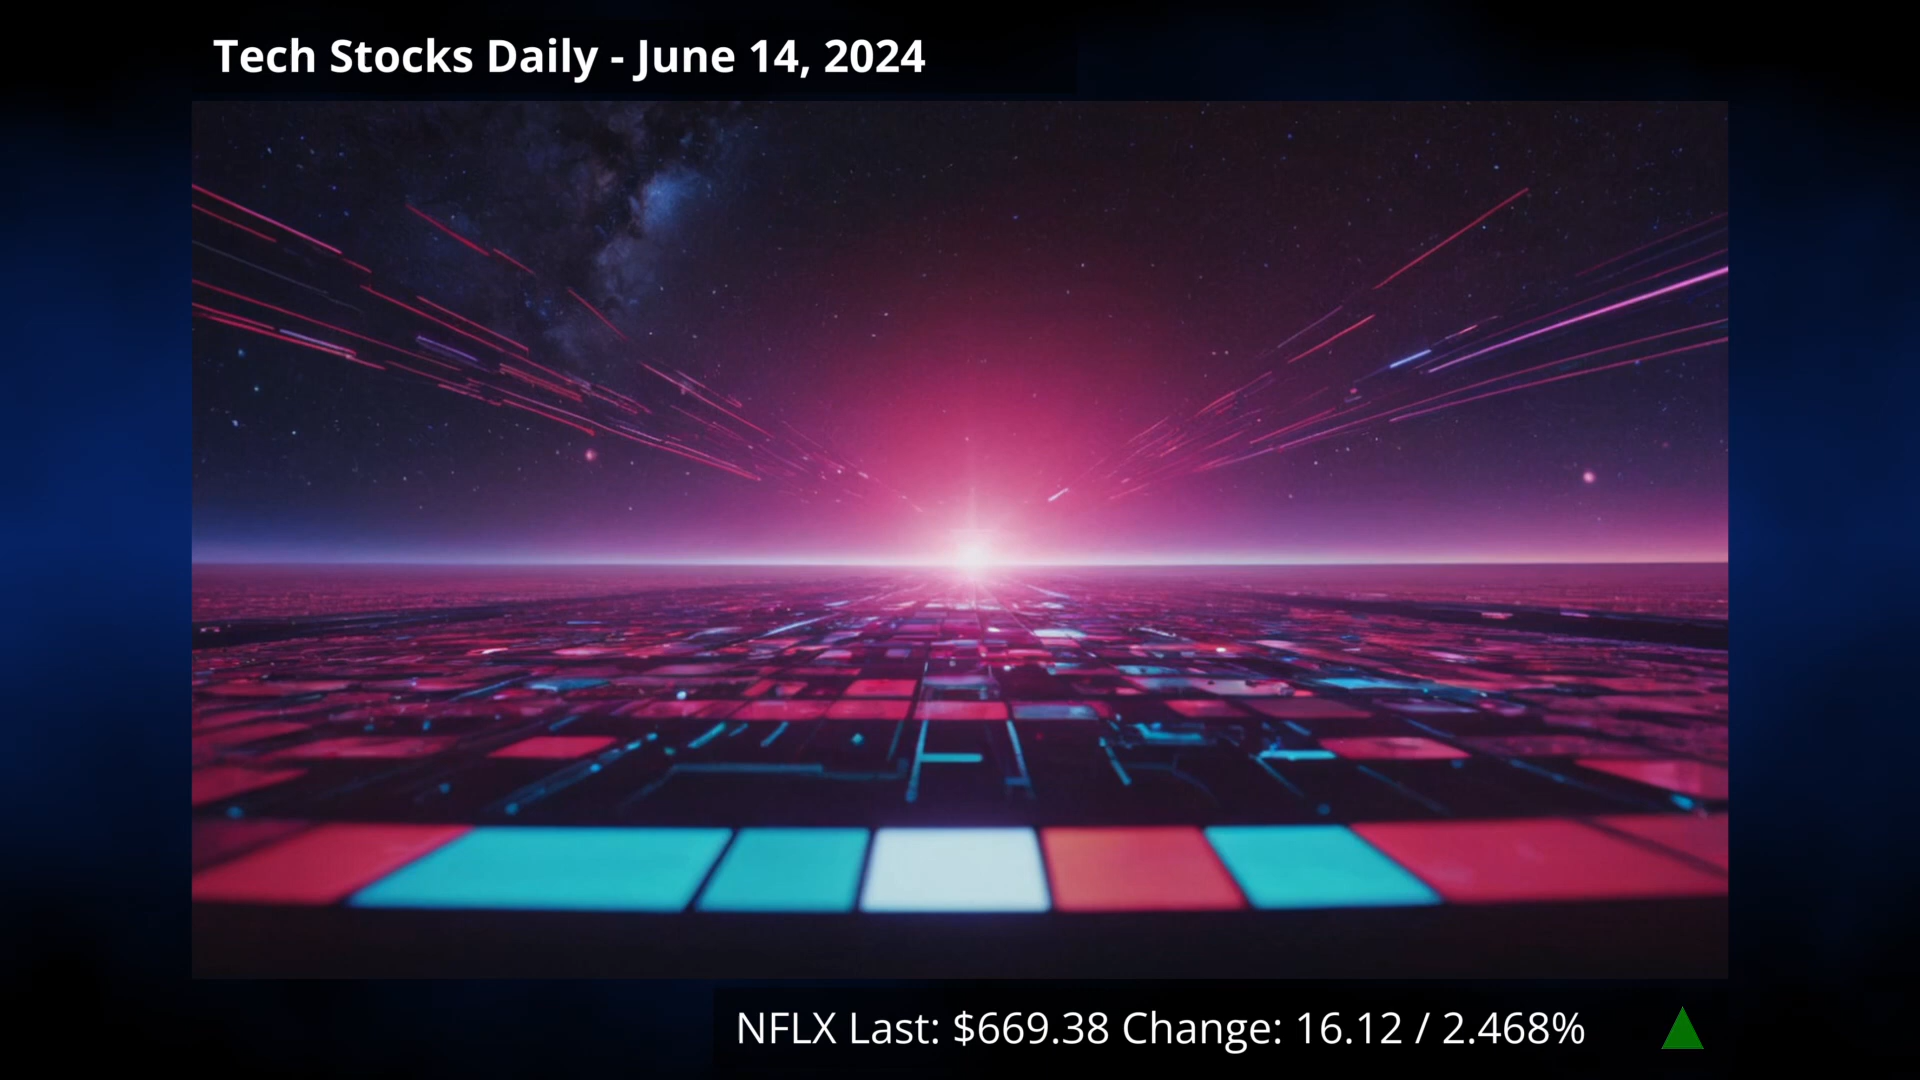 Tech Stocks Daily - June 14, 2024
NFLX Last: $669.38 Change: 16.12 / 2.468%